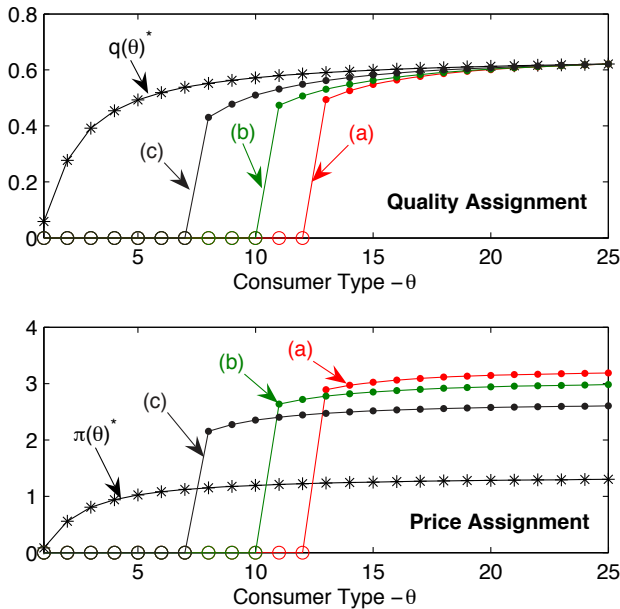 0.8
q(θ)*
0.6
(c)
(b)
(a)
0.4
0.2
Quality Assignment
0
5
10
15
20
25
Consumer Type −θ
4
(a)
(b)
3
(c)
2
π(θ)*
1
Price Assignment
0
5
10
15
20
25
Consumer Type −θ